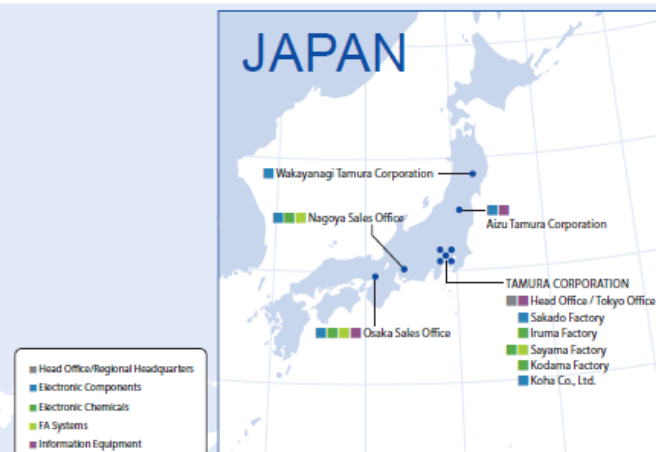 JAPAN
Wakayanagi Tamura Corporation
Nagoya Sales Office
Aizu Tamura Corporation
TAMURA CORPORATION
Head Office / Tokyo Office
Sakado Factory
Iruma Factory
Sayama Factory
Kodama Factory
Koha Co., Ltd.
Osaka Sales Office
Head Office/Regional Headquarters
Electronic Components
Electronic Chemicals
FA Systems
Information Equipment